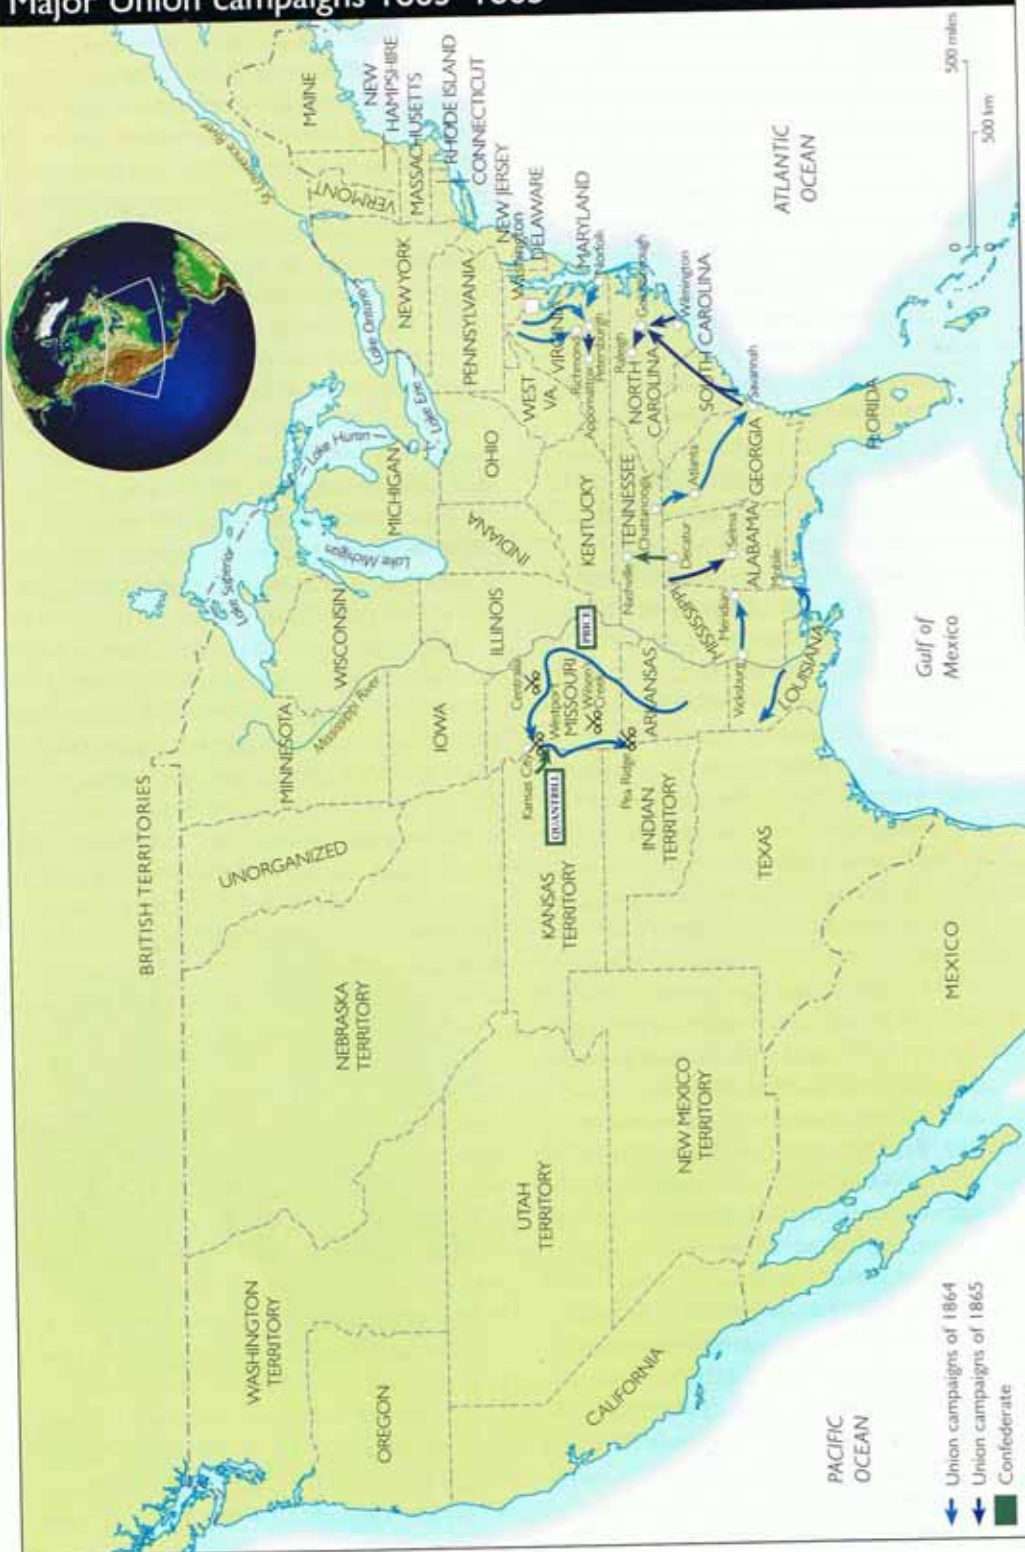 Major Union campaigns 1863–1865
BRITISH TERRITORIES
WASHINGTON
TERRITORY
OREGON
CALIFORNIA
NEBRASKA
TERRITORY
UNORGANIZED
UTAH
TERRITORY
NEW MEXICO
TERRITORY
KANSAS
TERRITORY
INDIAN
TERRITORY
TEXAS
MEXICO
MINNESOTA
Mississippi River
WISCONSIN
IOWA
ILLINOIS
INDIANA
MICHIGAN
OHIO
Lake Superior
Lake Michigan
Lake Huron
Lake Erie
Lake Ontario
St Lawrence River
MAINE
VERMONT
NEW
HAMPSHIRE
MASSACHUSETTS
RHODE ISLAND
CONNECTICUT
NEW YORK
PENNSYLVANIA
NEW JERSEY
DELAWARE
MARYLAND
Washington
WEST
VA.
VIRGINIA
Richmond
Appomattox
Petersburgh
Norfolk
Raleigh
Goldsborough
Wilmington
NORTH
CAROLINA
SOUTH CAROLINA
KENTUCKY
TENNESSEE
Nashville
Chattanooga
Atlanta
GEORGIA
Savannah
FLORIDA
Decatur
Selma
ALABAMA
Mobile
MISSISSIPPI
Meridian
Vicksburg
LOUISIANA
ARKANSAS
MISSOURI
Centralia
Kansas City
Westport
Wilson's
Creek
Pea Ridge
QUANTRILL
PRICE
Gulf of
Mexico
ATLANTIC
OCEAN
PACIFIC
OCEAN
0
500 miles
0
500 km
Union campaigns of 1864
Union campaigns of 1865
Confederate